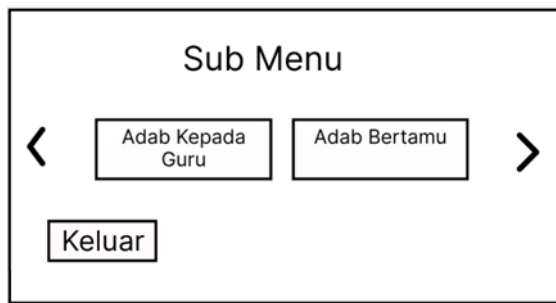 Sub Menu
Adab Kepada
Guru
Adab Bertamu
Keluar